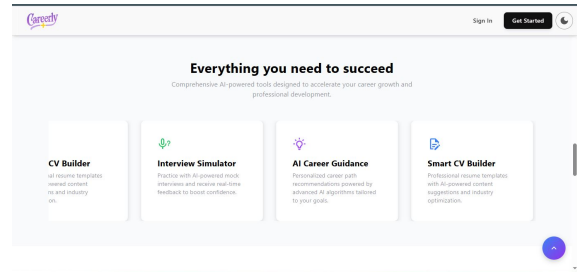 Careerly
Sign In
Get Started
Everything you need to succeed
Comprehensive AI-powered tools designed to accelerate your career growth and
professional development.
CV Builder
nal resume templates
owered content
ns and industry
on.
?
Interview Simulator
Practice with AI-powered mock
interviews and receive real-time
feedback to boost confidence.
AI Career Guidance
Personalized career path
recommendations powered by
advanced AI algorithms tailored
to your goals.
Smart CV Builder
Professional resume templates
with AI-powered content
suggestions and industry
optimization.